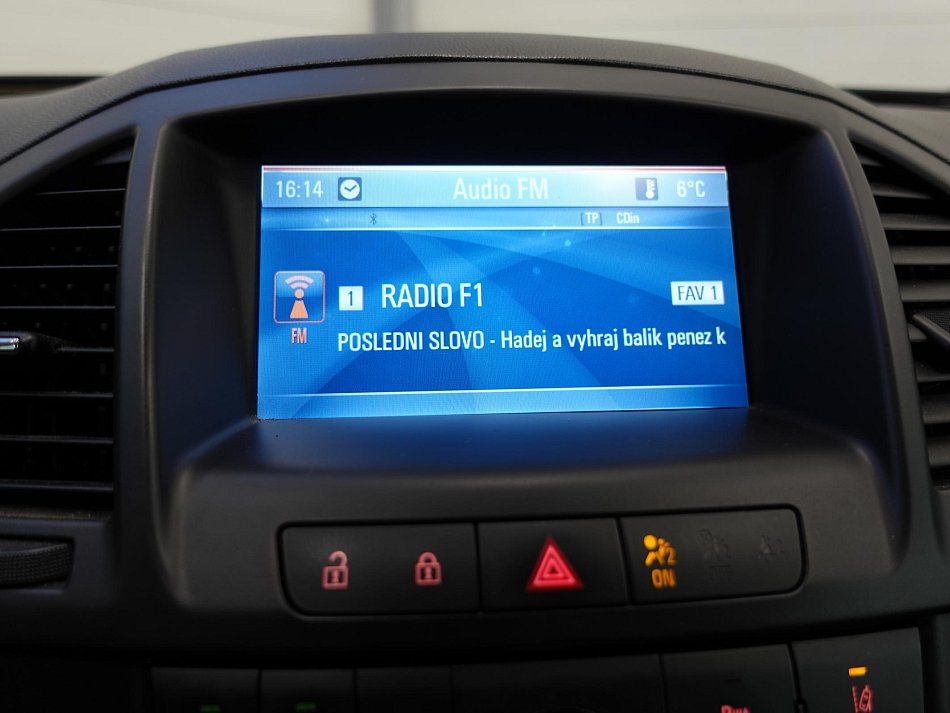 16:14 Audio FM 6°C
[TP] CDin
1 RADIO F1 FAV 1
FM
POSLEDNI SLOVO - Hadej a vyhraj balik penez k
2
ON